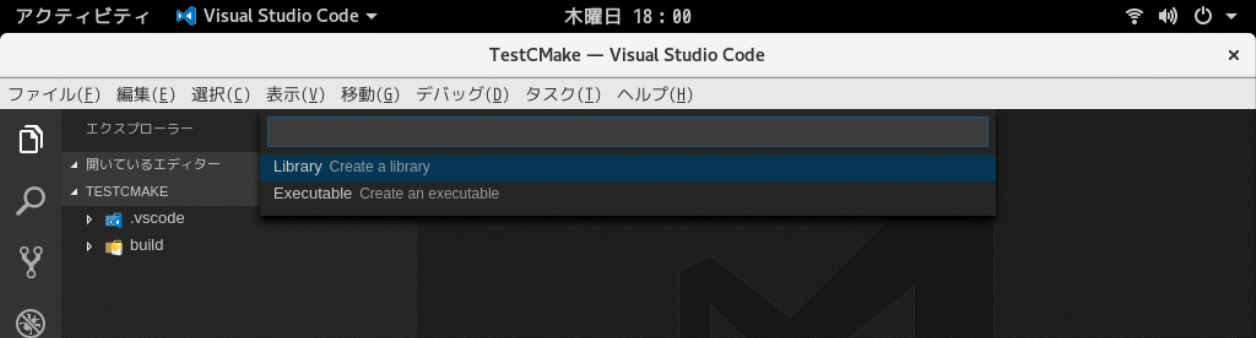 アクティビティ Visual Studio Code 木曜日 18：00
TestCMake — Visual Studio Code ×
ファイル(F) 編集(E) 選択(C) 表示(V) 移動(G) デバッグ(D) タスク(T) ヘルプ(H)
エクスプローラー
開いているエディター
TESTCMAKE
.vscode
build
Library Create a library
Executable Create an executable